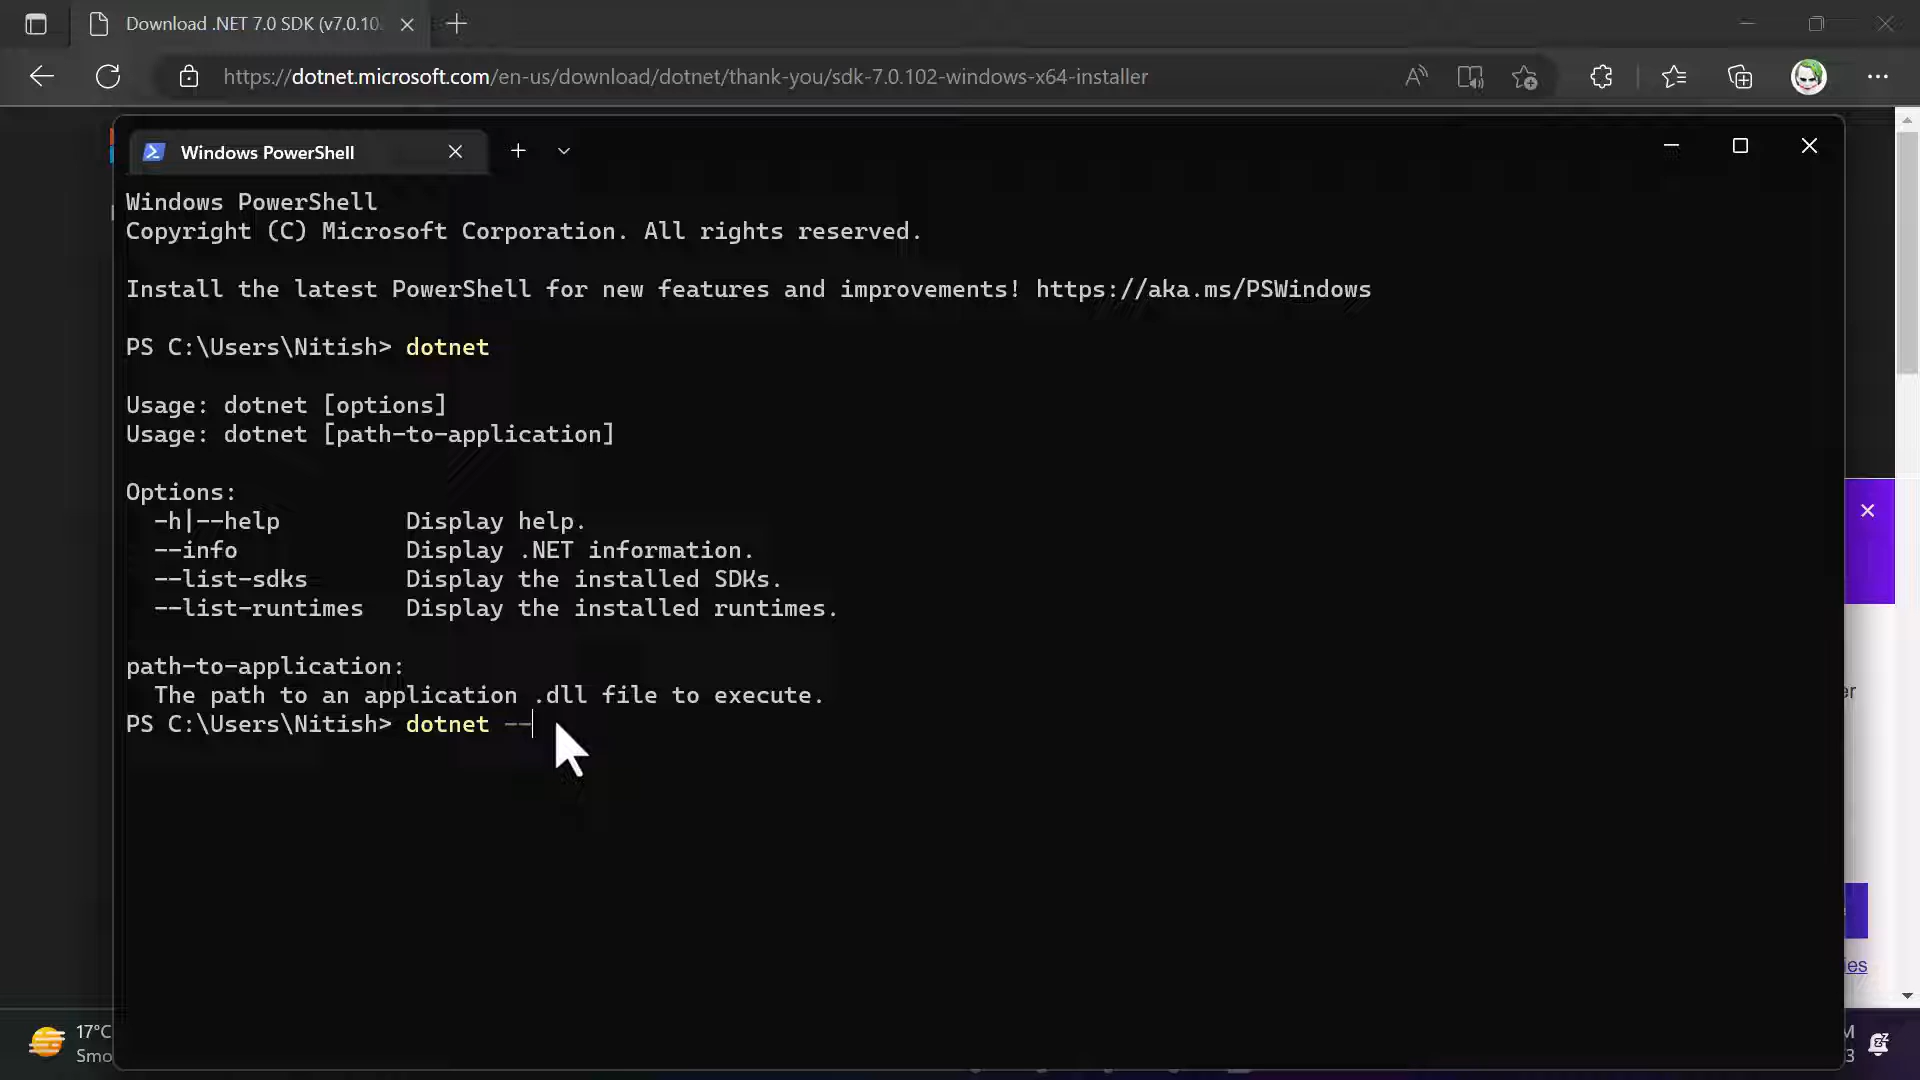 Download .NET 7.0 SDK (v7.0.10
https://dotnet.microsoft.com/en-us/download/dotnet/thank-you/sdk-7.0.102-windows-x64-installer
Windows PowerShell
Windows PowerShell
Copyright (C) Microsoft Corporation. All rights reserved.
Install the latest PowerShell for new features and improvements! https://aka.ms/PSWindows
PS C:\Users\Nitish> dotnet
Usage: dotnet [options]
Usage: dotnet [path-to-application]
Options:
-h|--help Display help.
--info Display .NET information.
--list-sdks Display the installed SDKs.
--list-runtimes Display the installed runtimes.
path-to-application:
The path to an application .dll file to execute.
PS C:\Users\Nitish> dotnet --
er
ies
17°C
Smo
M
3